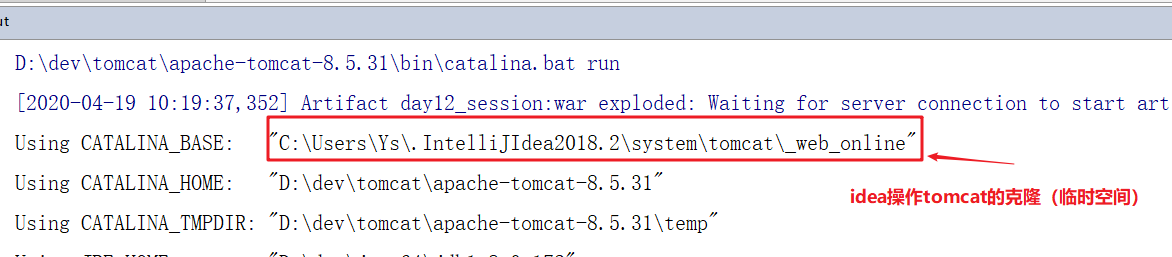 ut
D:\dev\tomcat\apache-tomcat-8.5.31\bin\catalina.bat run
[2020-04-19 10:19:37,352] Artifact day12_session:war exploded: Waiting for server connection to start art
Using CATALINA_BASE:   "C:\Users\Ys\.IntelliJIdea2018.2\system\tomcat\_web_online"
Using CATALINA_HOME:   "D:\dev\tomcat\apache-tomcat-8.5.31"
idea操作tomcat的克隆（临时空间）
Using CATALINA_TMPDIR: "D:\dev\tomcat\apache-tomcat-8.5.31\temp"